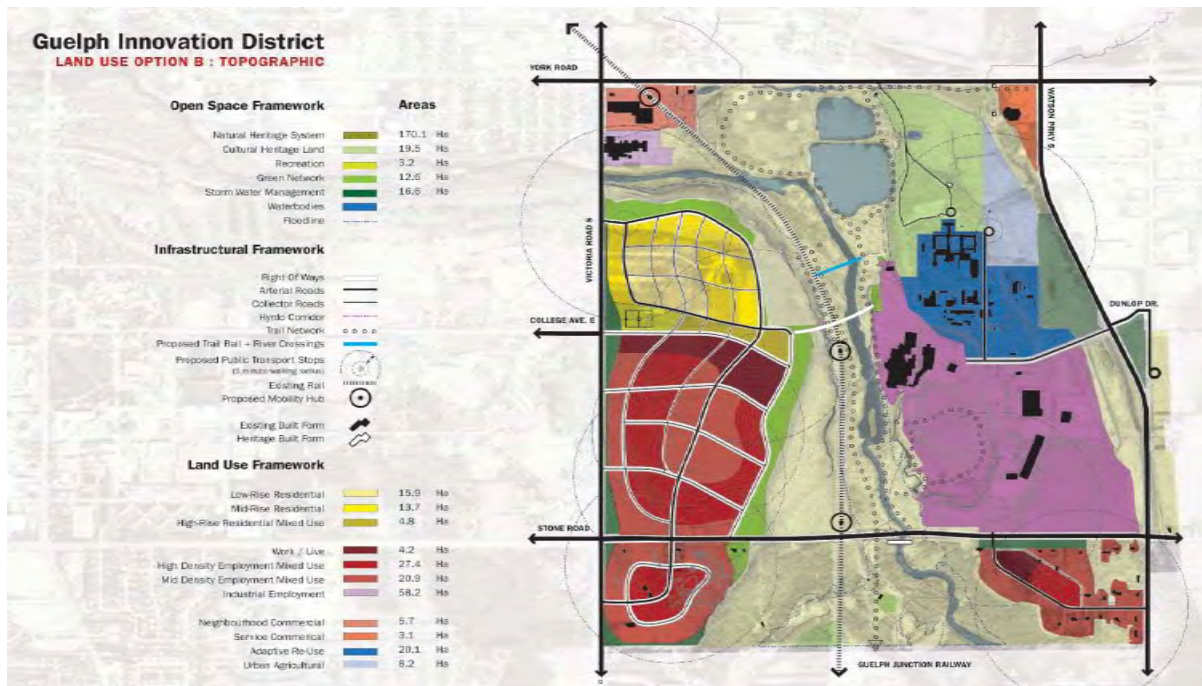 Guelph Innovation District
LAND USE OPTION B : TOPOGRAPHIC
Open Space Framework Areas
Natural Heritage System 170.1 Ha
Cultural Heritage Land 19.5 Ha
Recreation 3.2 Ha
Green Network 12.6 Ha
Storm Water Management 16.6 Ha
Waterbodies
Floodline
Infrastructural Framework
Right Of Ways
Arterial Roads
Collector Roads
Hyrdo Corridor
Trail Network
Proposed Trail Rail + River Crossings
Proposed Public Transport Stops
(5 minute walking radius)
Existing Rail
Proposed Mobility Hub
Existing Built Form
Heritage Built Form
Land Use Framework
Low-Rise Residential 15.9 Ha
Mid-Rise Residential 13.7 Ha
High-Rise Residential Mixed Use 4.8 Ha
Work / Live 4.2 Ha
High Density Employment Mixed Use 27.4 Ha
Mid Density Employment Mixed Use 20.9 Ha
Industrial Employment 58.2 Ha
Neighbourhood Commercial 5.7 Ha
Service Commerical 3.1 Ha
Adaptive Re-Use 20.1 Ha
Urban Agricultural 8.2 Ha
YORK ROAD
WATSON PKWY S.
VICTORIA ROAD S
COLLEGE AVE. E
DUNLOP DR.
STONE ROAD
GUELPH JUNCTION RAILWAY